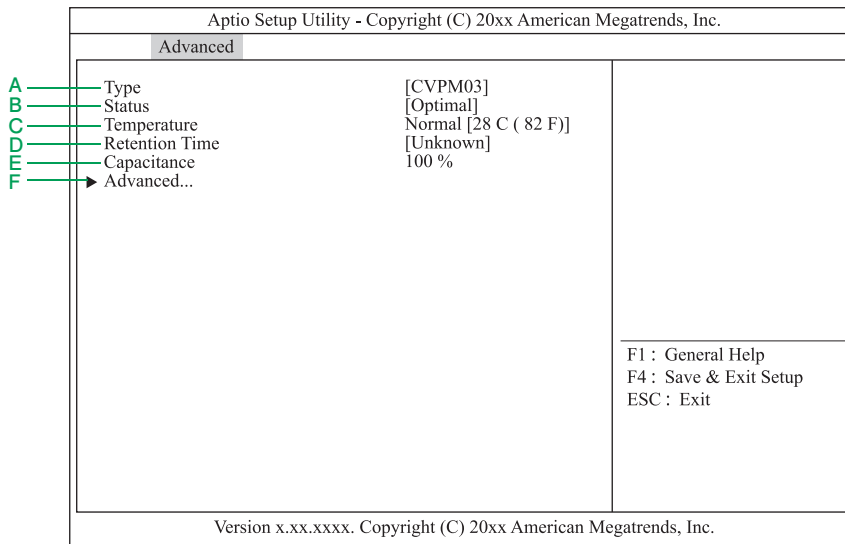 Aptio Setup Utility - Copyright (C) 20xx American Megatrends, Inc.
Advanced
A Type [CVPM03]
B Status [Optimal]
C Temperature Normal [28 C ( 82 F)]
D Retention Time [Unknown]
E Capacitance 100 %
F ▶ Advanced...
F1 : General Help
F4 : Save & Exit Setup
ESC : Exit
Version x.xx.xxxx. Copyright (C) 20xx American Megatrends, Inc.